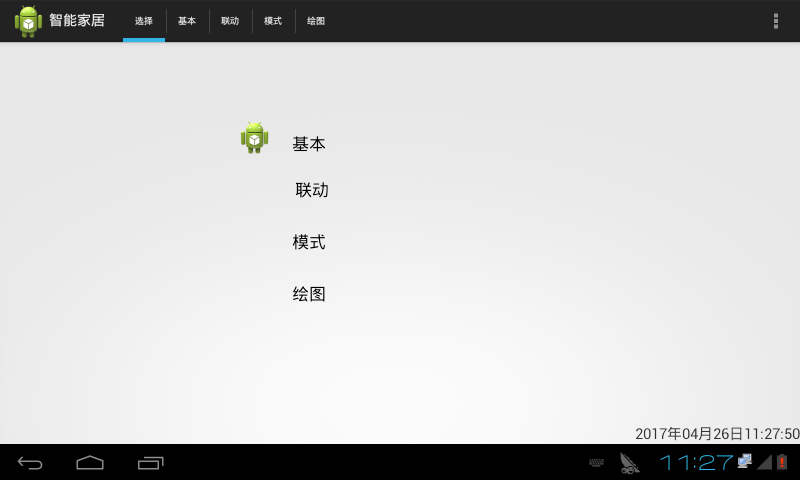 智能家居 选择 基本 联动 模式 绘图
基本
联动
模式
绘图
2017年04月26日11:27:50
11:27